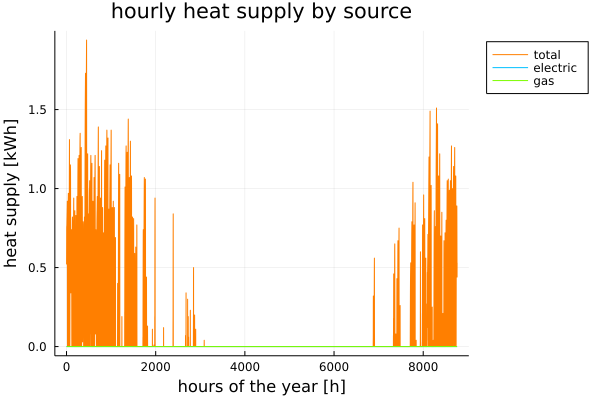 hourly heat supply by source
total
electric
gas
heat supply [kWh]
1.5
1.0
0.5
0.0
0 2000 4000 6000 8000
hours of the year [h]